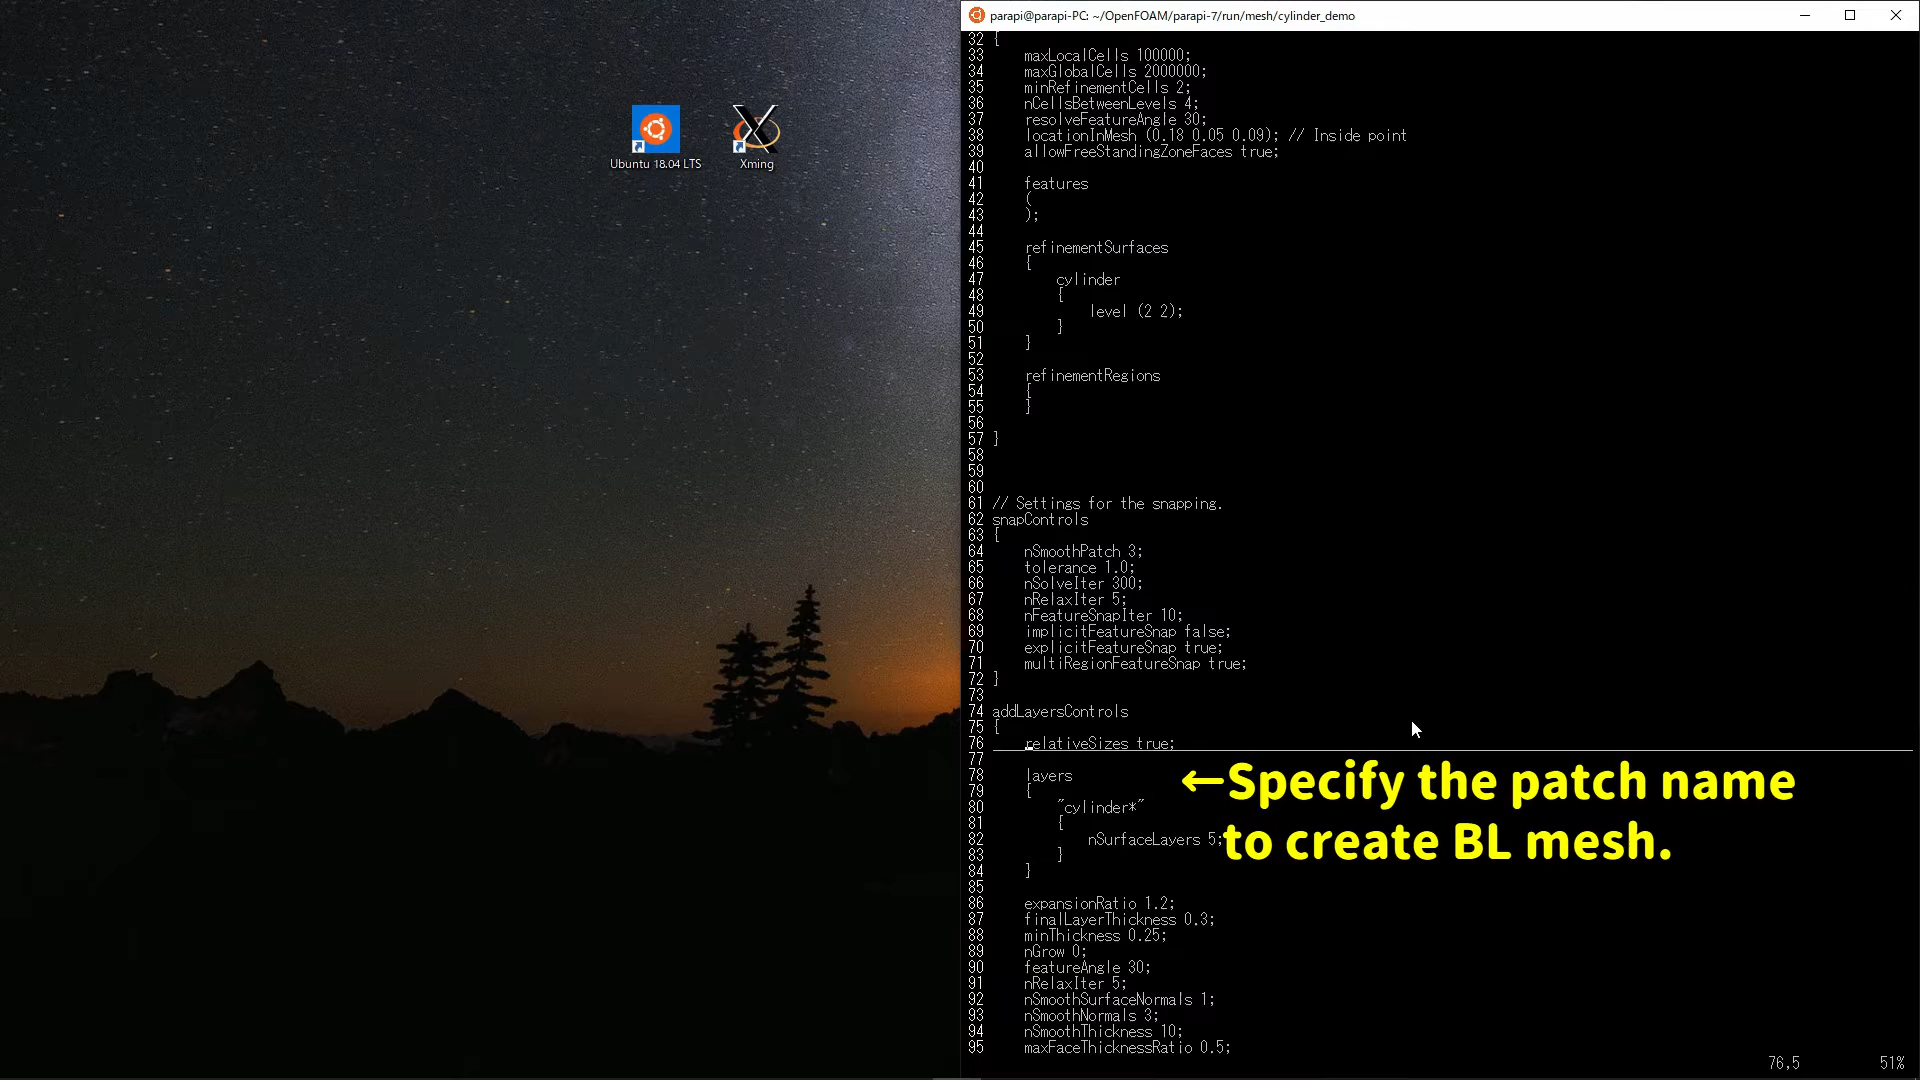 parapi@parapi-PC: ~/OpenFOAM/parapi-7/run/mesh/cylinder_demo
Ubuntu 18.04 LTS
Xming
32 {
33     maxLocalCells 100000;
34     maxGlobalCells 2000000;
35     minRefinementCells 2;
36     nCellsBetweenLevels 4;
37     resolveFeatureAngle 30;
38     locationInMesh (0.18 0.05 0.09); // Inside point
39     allowFreeStandingZoneFaces true;
40
41     features
42     (
43     );
44
45     refinementSurfaces
46     {
47         cylinder
48         {
49             level (2 2);
50         }
51     }
52
53     refinementRegions
54     {
55     }
56
57 }
58
59
60
61 // Settings for the snapping.
62 snapControls
63 {
64     nSmoothPatch 3;
65     tolerance 1.0;
66     nSolveIter 300;
67     nRelaxIter 5;
68     nFeatureSnapIter 10;
69     implicitFeatureSnap false;
70     explicitFeatureSnap true;
71     multiRegionFeatureSnap true;
72 }
73
74 addLayersControls
75 {
76     relativeSizes true;
77
78     layers
79     {
80         "cylinder*"
81         {
82             nSurfaceLayers 5;
83         }
84     }
85
86     expansionRatio 1.2;
87     finalLayerThickness 0.3;
88     minThickness 0.25;
89     nGrow 0;
90     featureAngle 30;
91     nRelaxIter 5;
92     nSmoothSurfaceNormals 1;
93     nSmoothNormals 3;
94     nSmoothThickness 10;
95     maxFaceThicknessRatio 0.5;
←Specify the patch name
to create BL mesh.
76,5 51%